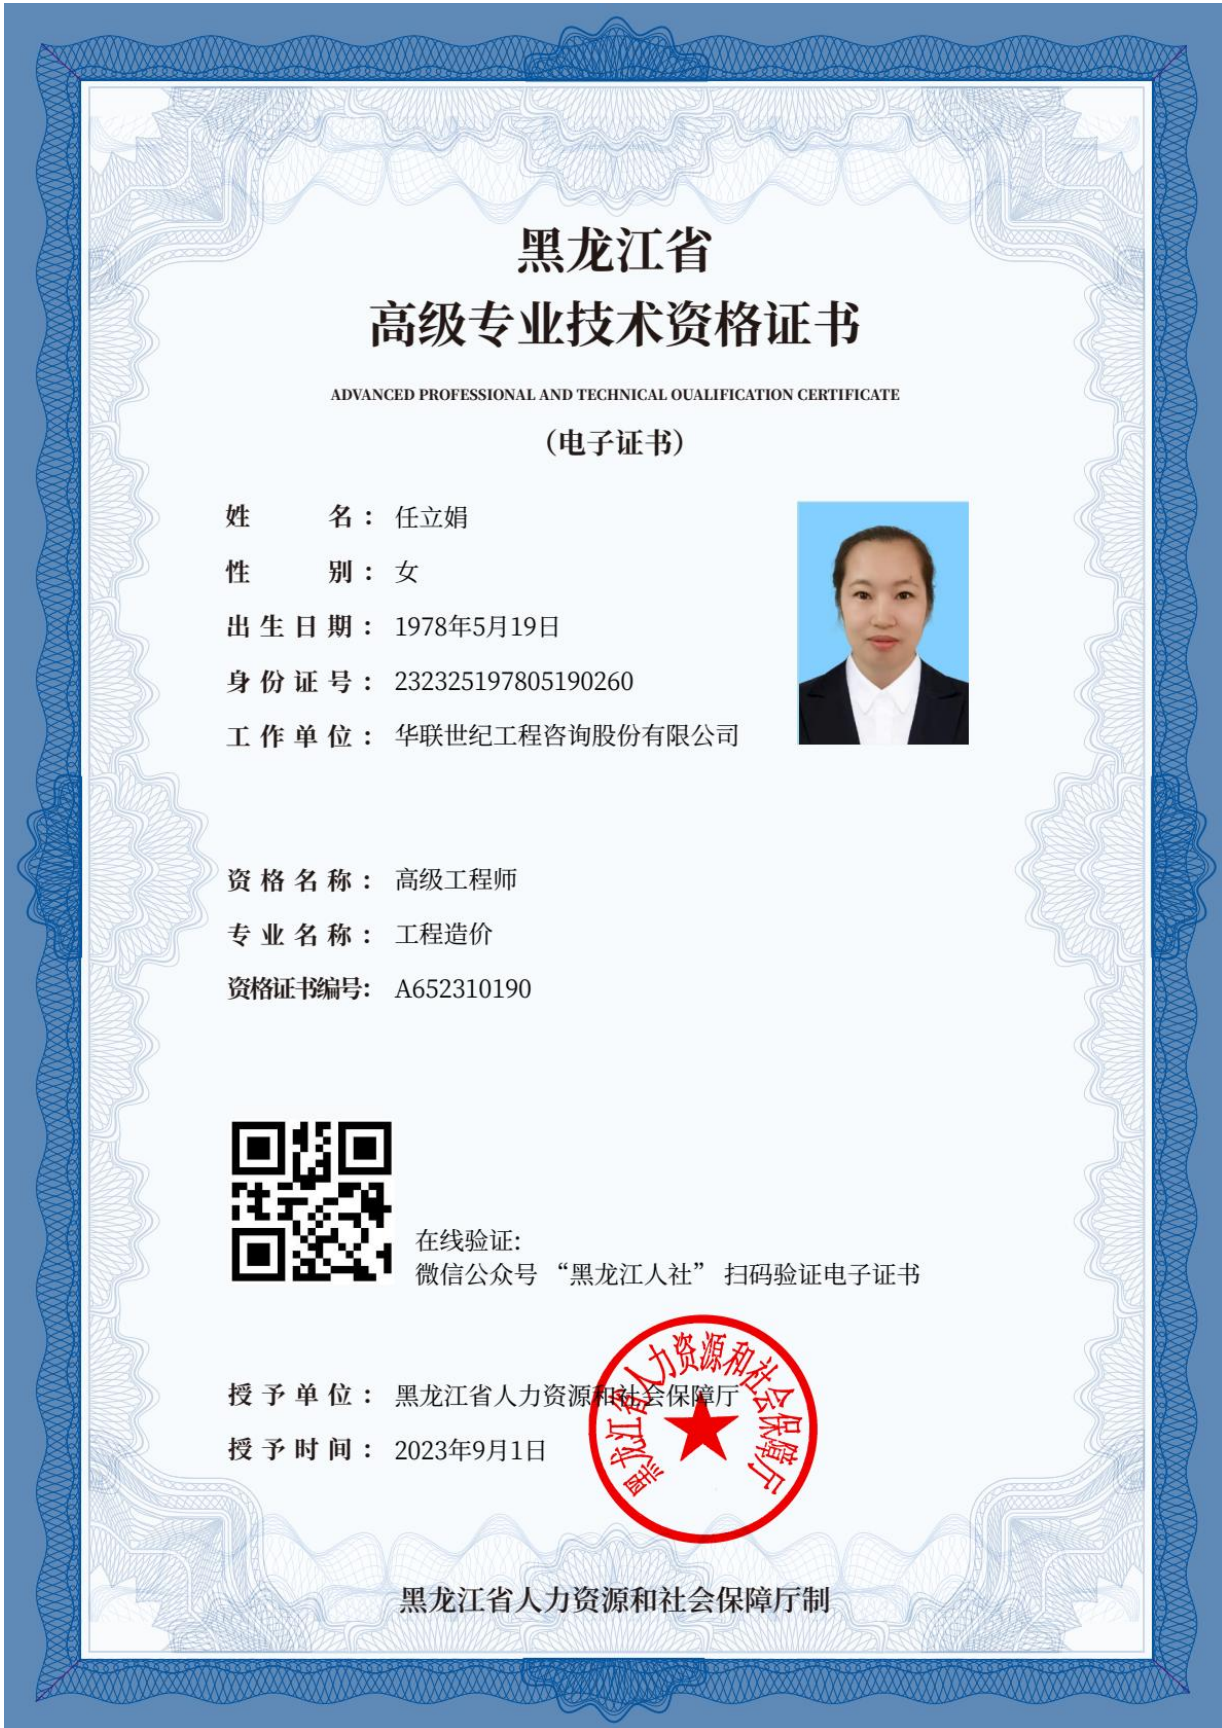 黑龙江省
高级专业技术资格证书
ADVANCED PROFESSIONAL AND TECHNICAL OUALIFICATION CERTIFICATE
（电子证书）
姓名：任立娟
性别：女
出生日期：1978年5月19日
身份证号：232325197805190260
工作单位：华联世纪工程咨询股份有限公司
资格名称：高级工程师
专业名称：工程造价
资格证书编号：A652310190
在线验证:
微信公众号“黑龙江人社”扫码验证电子证书
授予单位：黑龙江省人力资源和社会保障厅
授予时间：2023年9月1日
黑龙江省人力资源和社会保障厅
黑龙江省人力资源和社会保障厅制